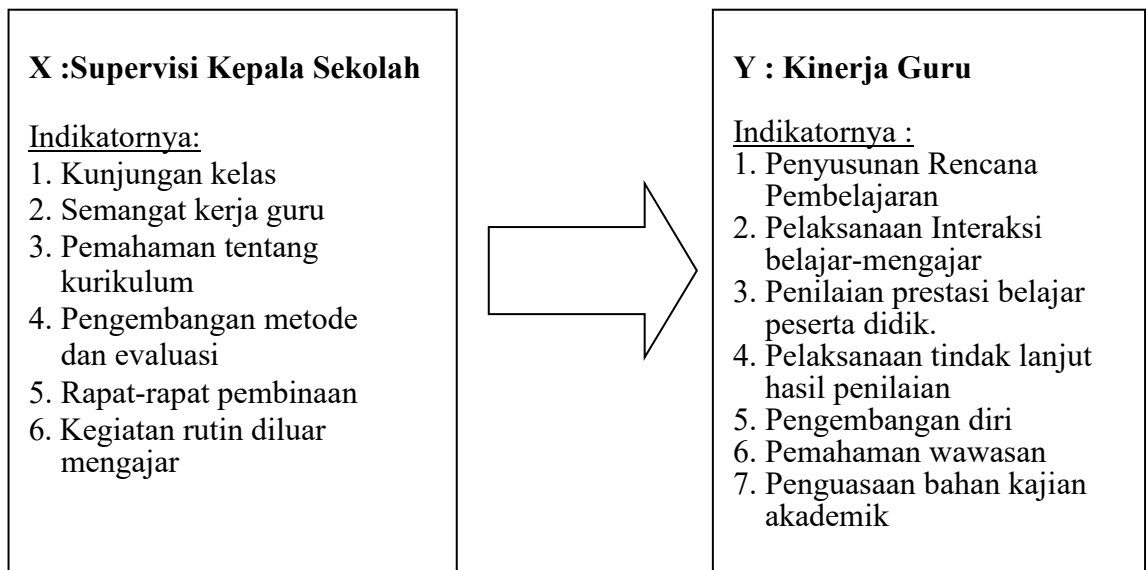 X :Supervisi Kepala Sekolah
Indikatornya:
1. Kunjungan kelas
2. Semangat kerja guru
3. Pemahaman tentang
kurikulum
4. Pengembangan metode
dan evaluasi
5. Rapat-rapat pembinaan
6. Kegiatan rutin diluar
mengajar
Y : Kinerja Guru
Indikatornya :
1. Penyusunan Rencana
Pembelajaran
2. Pelaksanaan Interaksi
belajar-mengajar
3. Penilaian prestasi belajar
peserta didik.
4. Pelaksanaan tindak lanjut
hasil penilaian
5. Pengembangan diri
6. Pemahaman wawasan
7. Penguasaan bahan kajian
akademik